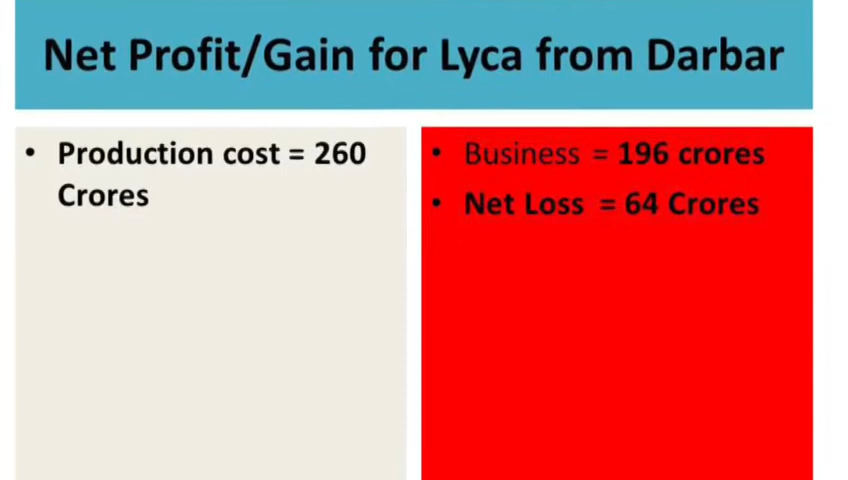 Net Profit/Gain for Lyca from Darbar
• Production cost = 260
Crores
• Business = 196 crores
• Net Loss = 64 Crores